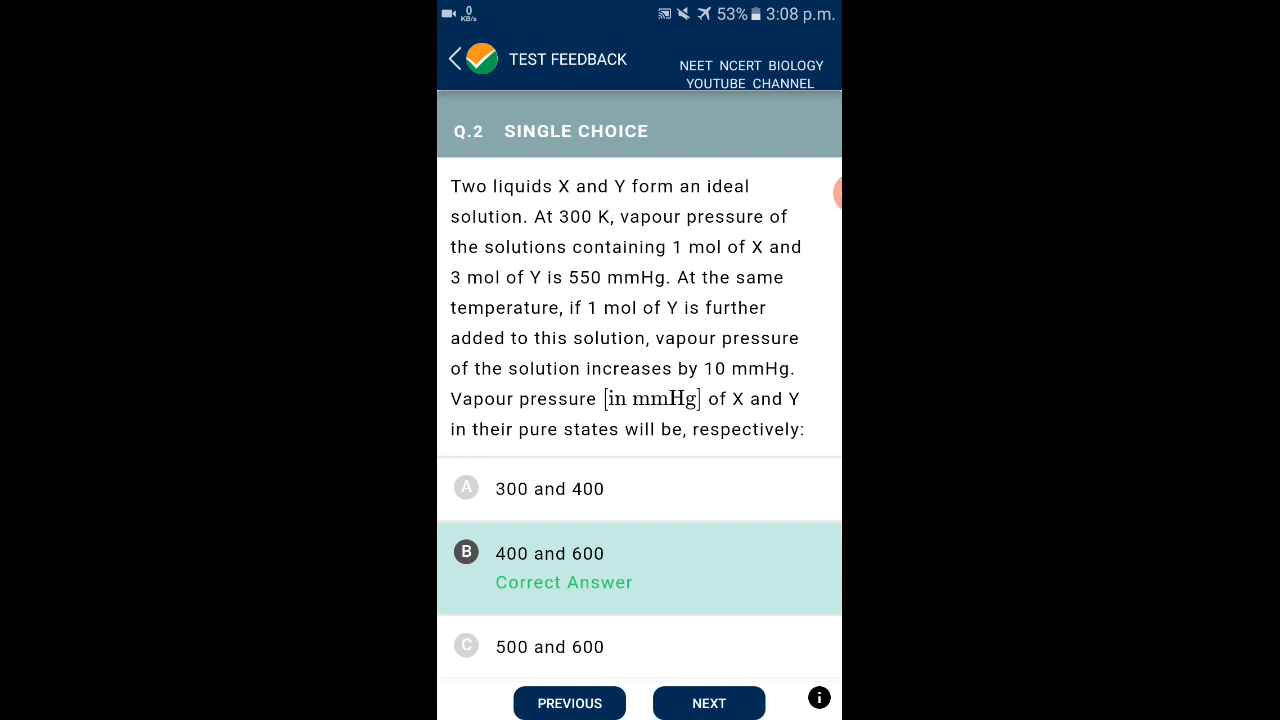 0
KB/s
53% 3:08 p.m.
TEST FEEDBACK
NEET NCERT BIOLOGY
YOUTUBE CHANNEL
Q.2 SINGLE CHOICE
Two liquids X and Y form an ideal
solution. At 300 K, vapour pressure of
the solutions containing 1 mol of X and
3 mol of Y is 550 mmHg. At the same
temperature, if 1 mol of Y is further
added to this solution, vapour pressure
of the solution increases by 10 mmHg.
Vapour pressure [in mmHg] of X and Y
in their pure states will be, respectively:
A 300 and 400
B 400 and 600
Correct Answer
C 500 and 600
PREVIOUS NEXT i